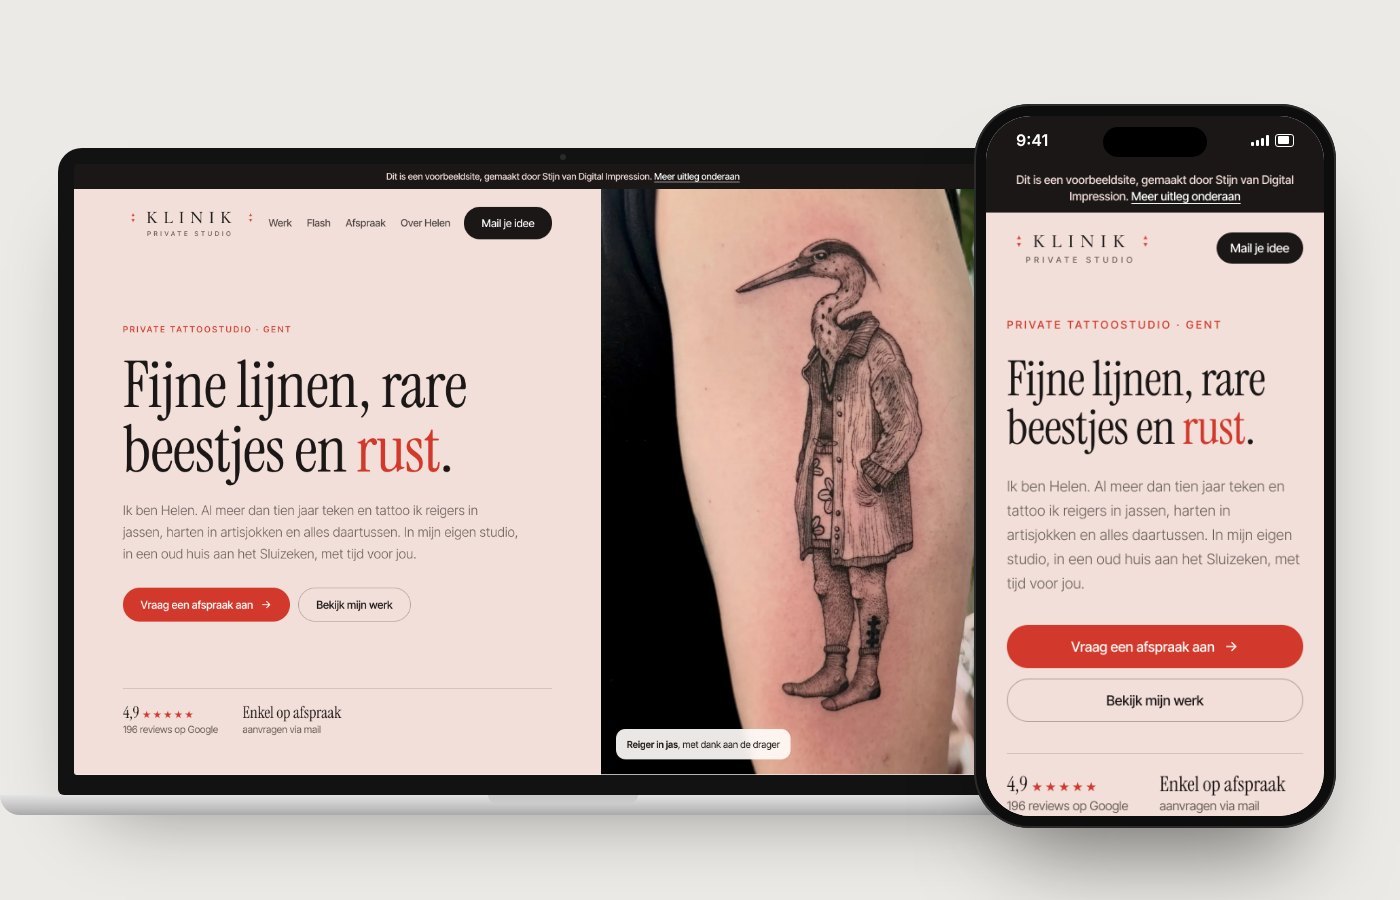 Dit is een voorbeeldsite, gemaakt door Stijn van Digital Impression. Meer uitleg onderaan
KLINIK
PRIVATE STUDIO
Werk
Flash
Afspraak
Over Helen
Mail je idee
PRIVATE TATTOOSTUDIO · GENT
Fijne lijnen, rare
beestjes en rust.
Ik ben Helen. Al meer dan tien jaar teken en tattoo ik reigers in
jassen, harten in artisjokken en alles daartussen. In mijn eigen studio,
in een oud huis aan het Sluizeken, met tijd voor jou.
Vraag een afspraak aan →
Bekijk mijn werk
4,9 ★★★★★
196 reviews op Google
Enkel op afspraak
aanvragen via mail
Reiger in jas, met dank aan de drager
9:41
Dit is een voorbeeldsite, gemaakt door Stijn van Digital
Impression. Meer uitleg onderaan
KLINIK
PRIVATE STUDIO
Mail je idee
PRIVATE TATTOOSTUDIO · GENT
Fijne lijnen, rare
beestjes en rust.
Ik ben Helen. Al meer dan tien jaar teken en
tattoo ik reigers in jassen, harten in
artisjokken en alles daartussen. In mijn eigen
studio, in een oud huis aan het Sluizeken, met
tijd voor jou.
Vraag een afspraak aan →
Bekijk mijn werk
4,9 ★★★★★
196 reviews op Google
Enkel op afspraak
aanvragen via mail